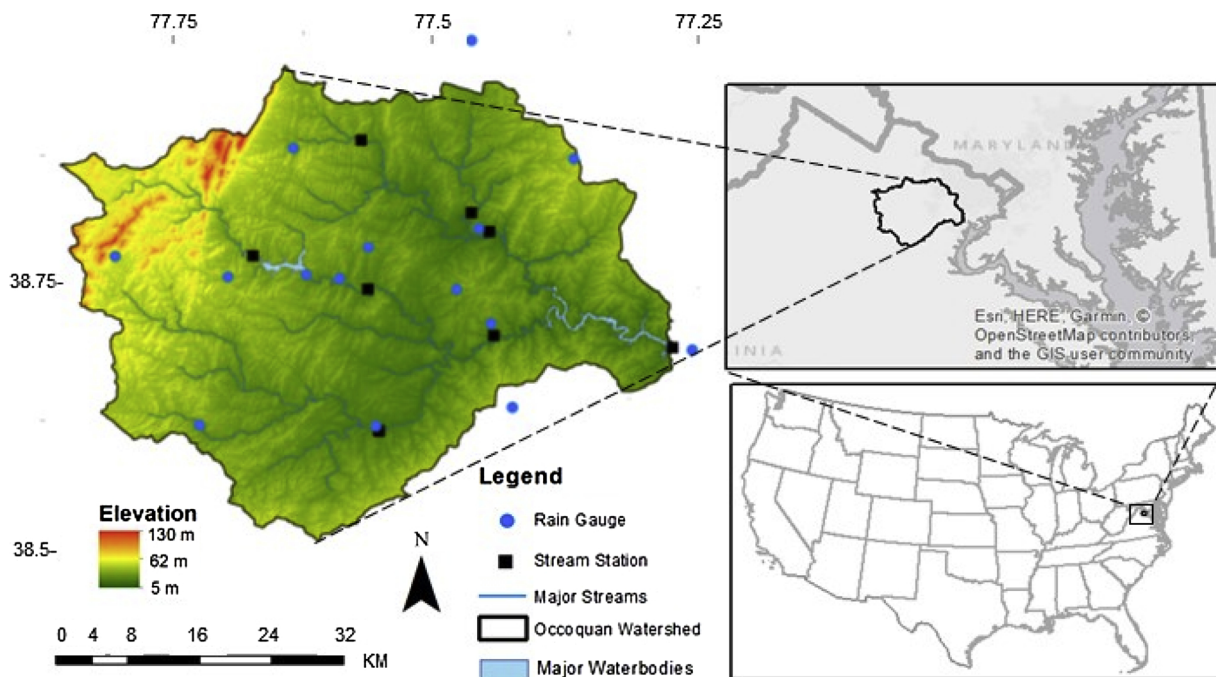 77.75
77.5
77.25
38.75
38.5
MARYLAND
INIA
Esri, HERE, Garmin, ©
OpenStreetMap contributors,
and the GIS user community
Elevation
130 m
62 m
5 m
0 4 8 16 24 32
KM
N
Legend
Rain Gauge
Stream Station
Major Streams
Occoquan Watershed
Major Waterbodies